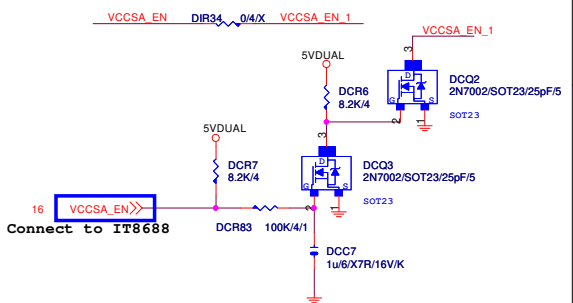 VCCSA_EN DIR34 0/4/X VCCSA_EN_1
VCCSA_EN_1
5VDUAL
3
DCR6
8.2K/4
D
G S
DCQ2
2N7002/SOT23/25pF/5
SOT23
2 1
5VDUAL
3
DCR7
8.2K/4
D
G S
DCQ3
2N7002/SOT23/25pF/5
SOT23
2 1
16 VCCSA_EN
Connect to IT8688
DCR83 100K/4/1
DCC7
1u/6/X7R/16V/K